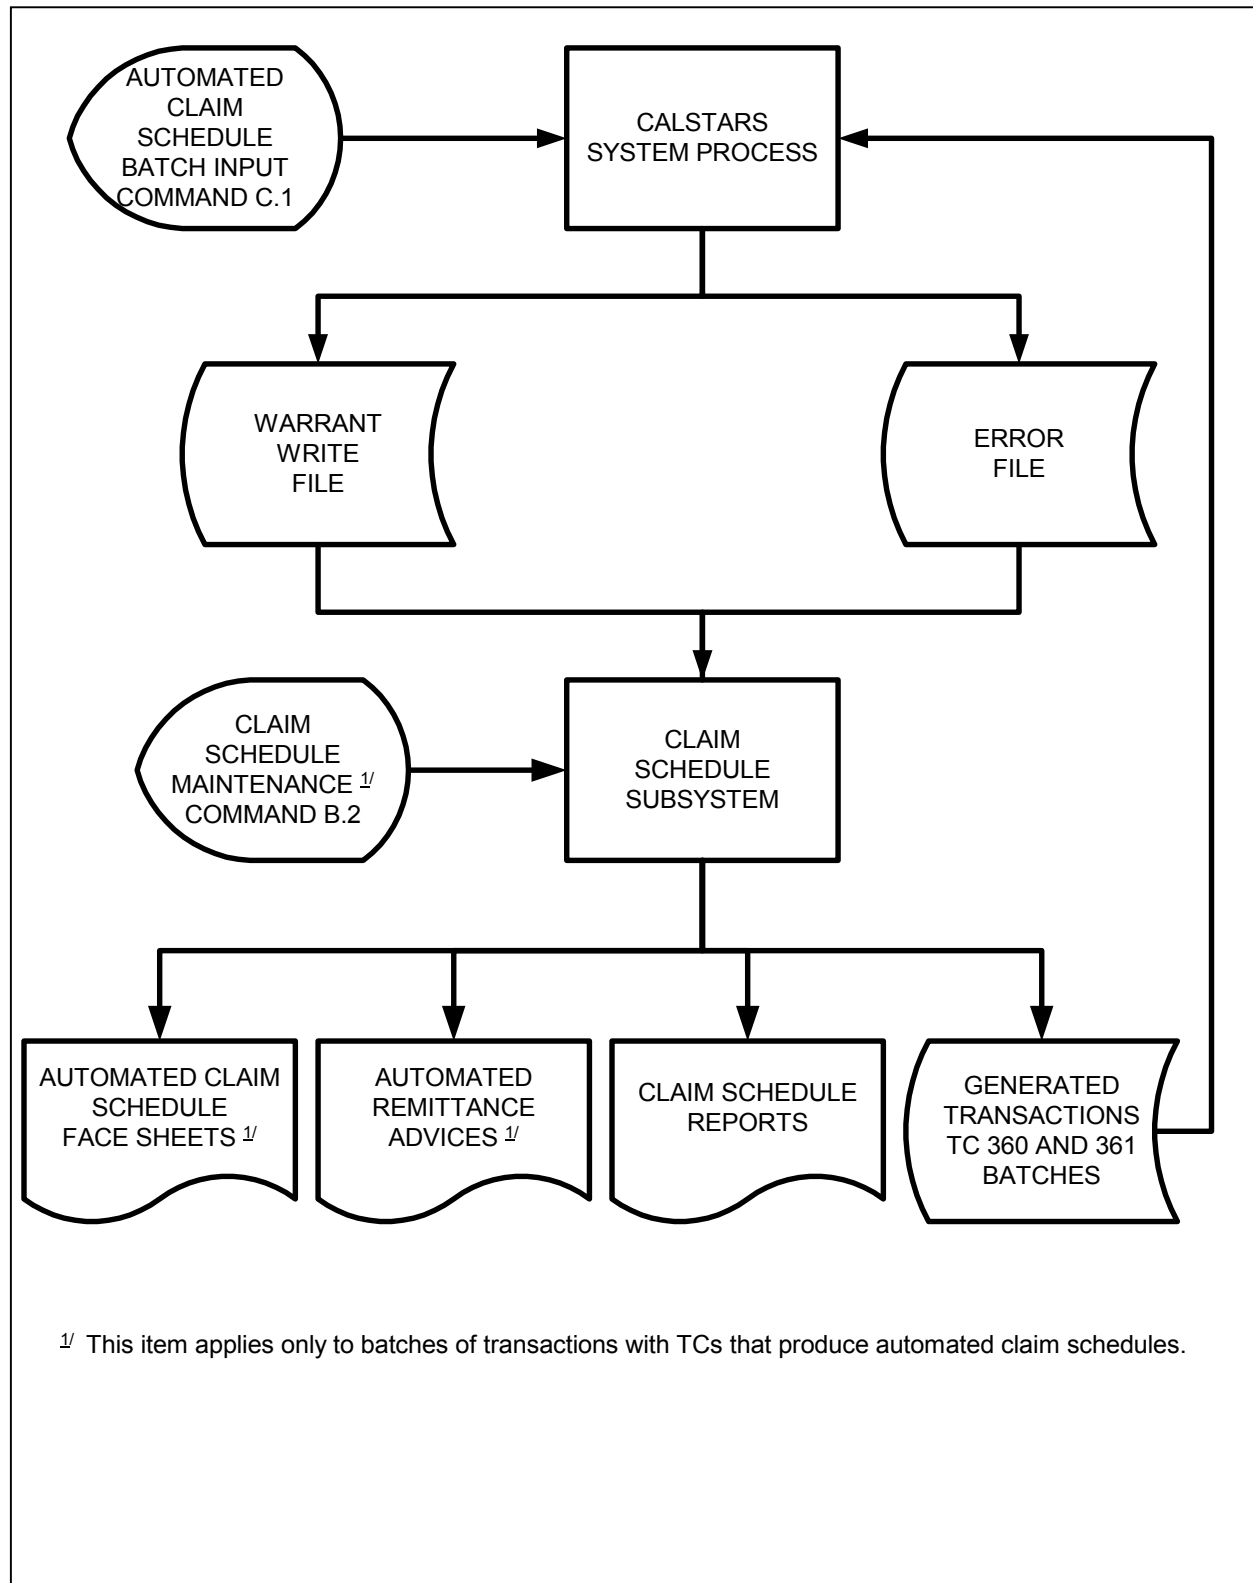 AUTOMATED
CLAIM
SCHEDULE
BATCH INPUT
COMMAND C.1
CALSTARS
SYSTEM PROCESS
WARRANT
WRITE
FILE
ERROR
FILE
CLAIM
SCHEDULE
MAINTENANCE 1/
COMMAND B.2
CLAIM
SCHEDULE
SUBSYSTEM
AUTOMATED CLAIM
SCHEDULE
FACE SHEETS 1/
AUTOMATED
REMITTANCE
ADVICES 1/
CLAIM SCHEDULE
REPORTS
GENERATED
TRANSACTIONS
TC 360 AND 361
BATCHES
1/ This item applies only to batches of transactions with TCs that produce automated claim schedules.